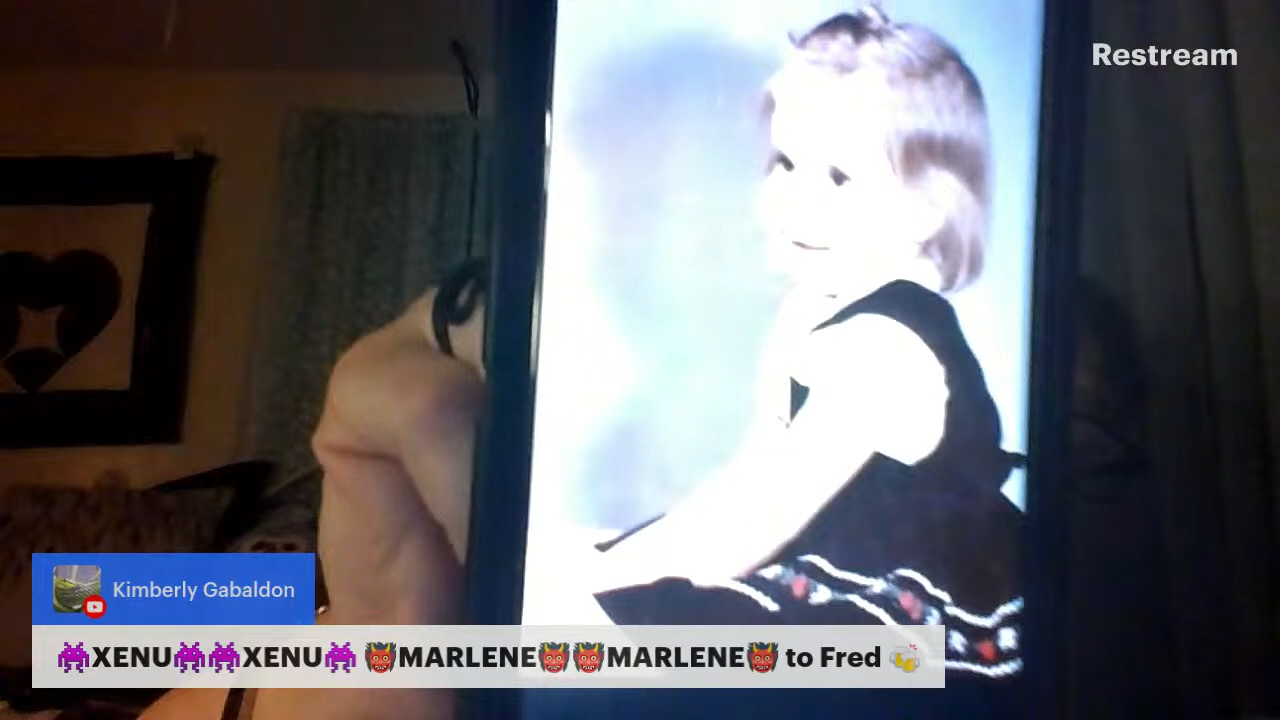 Restream
Kimberly Gabaldon
👾XENU👾👾XENU👾 👹MARLENE👹👹MARLENE👹 to Fred 🍻